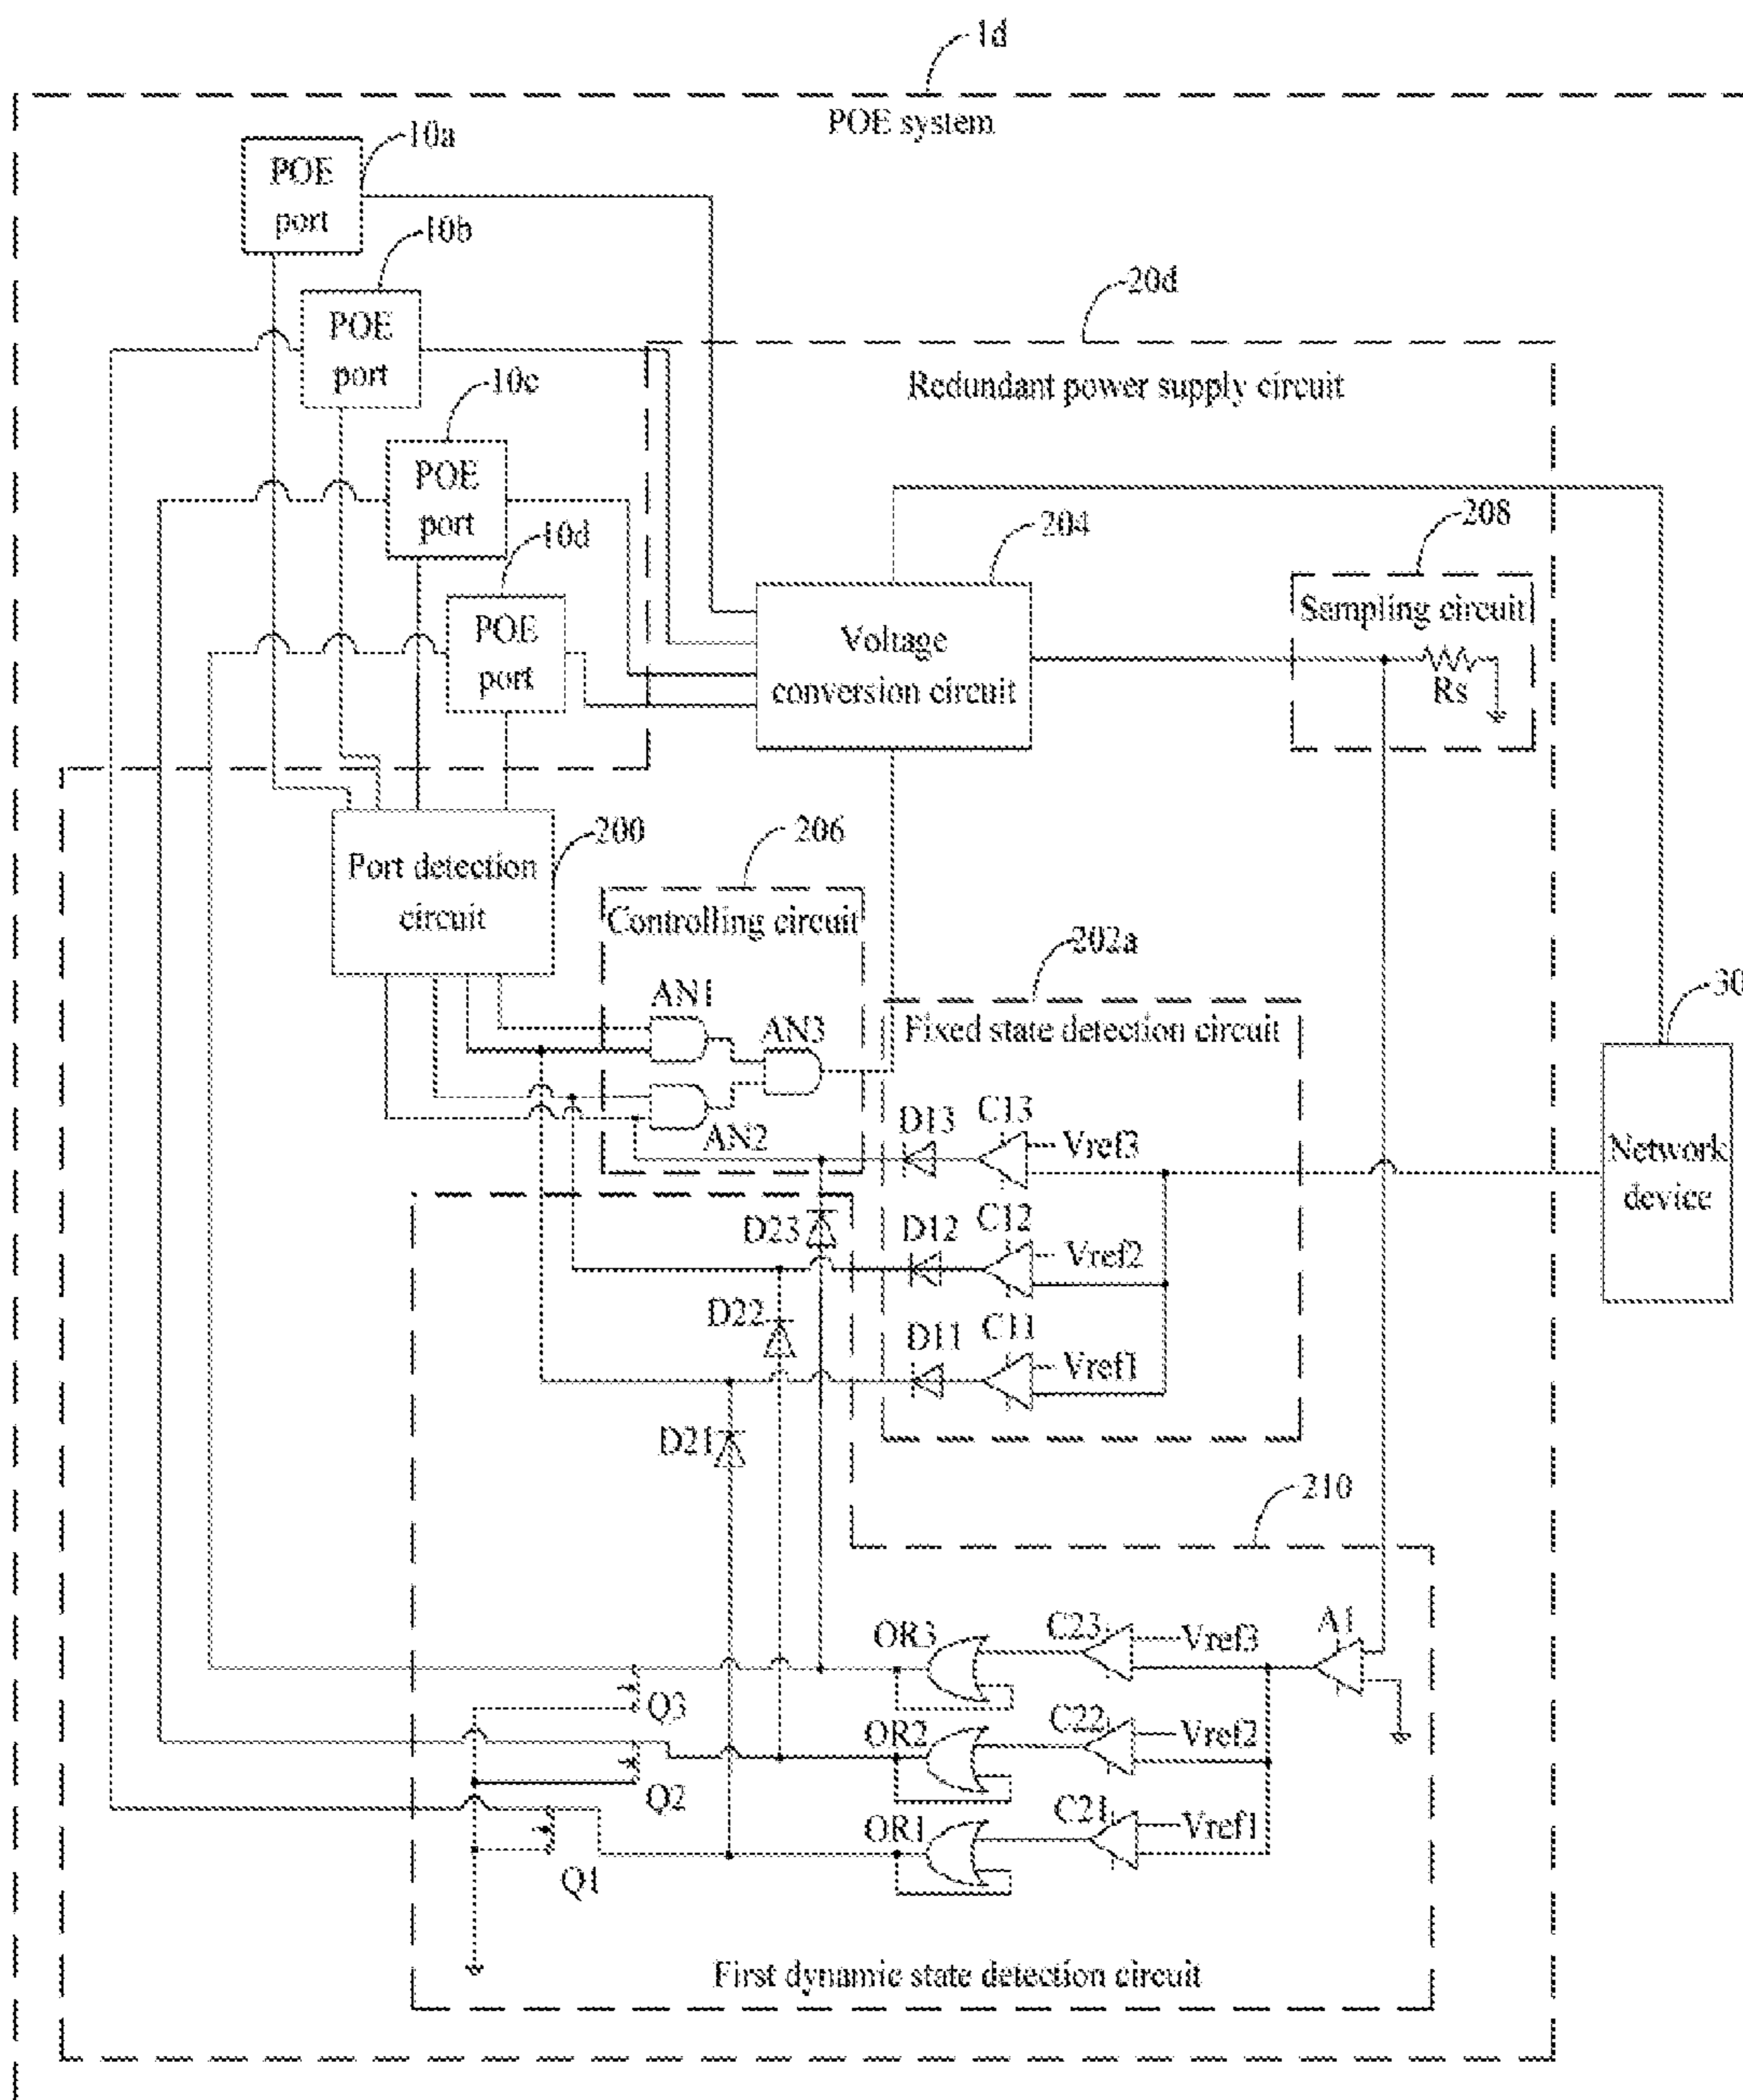 1d
POE system
10a
POE
port
10b
POE
port
20d
Redundant power supply circuit
10c
POE
port
10d
POE
port
204
Voltage
conversion circuit
208
Sampling circuit
Rs
200
Port detection
circuit
206
Controlling circuit
AN1
AN3
AN2
202a
Fixed state detection circuit
30
Network
device
D13
C13
Vref3
D23
D12
C12
Vref2
D22
D11
C11
Vref1
D21
210
OR3
C23
Vref3
A1
Q3
OR2
C22
Vref2
Q2
OR1
C21
Vref1
Q1
First dynamic state detection circuit